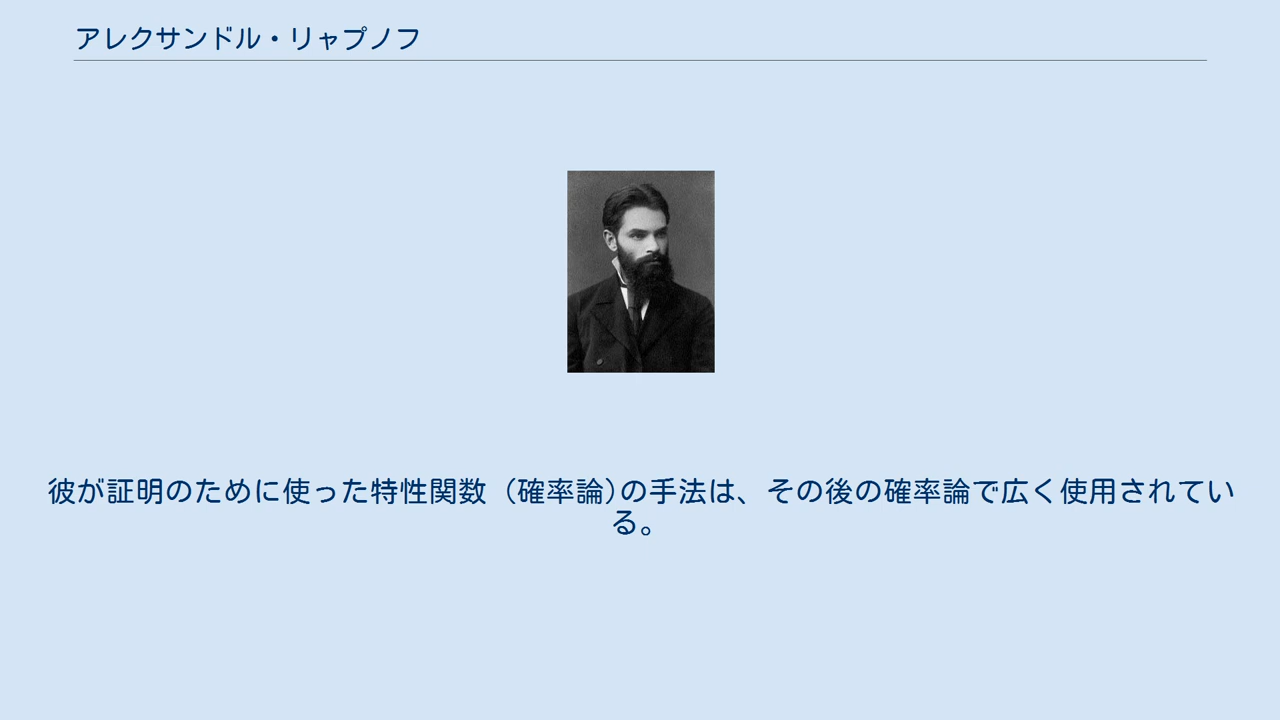 アレクサンドル・リャプノフ
彼が証明のために使った特性関数 (確率論)の手法は、その後の確率論で広く使用されてい
る。